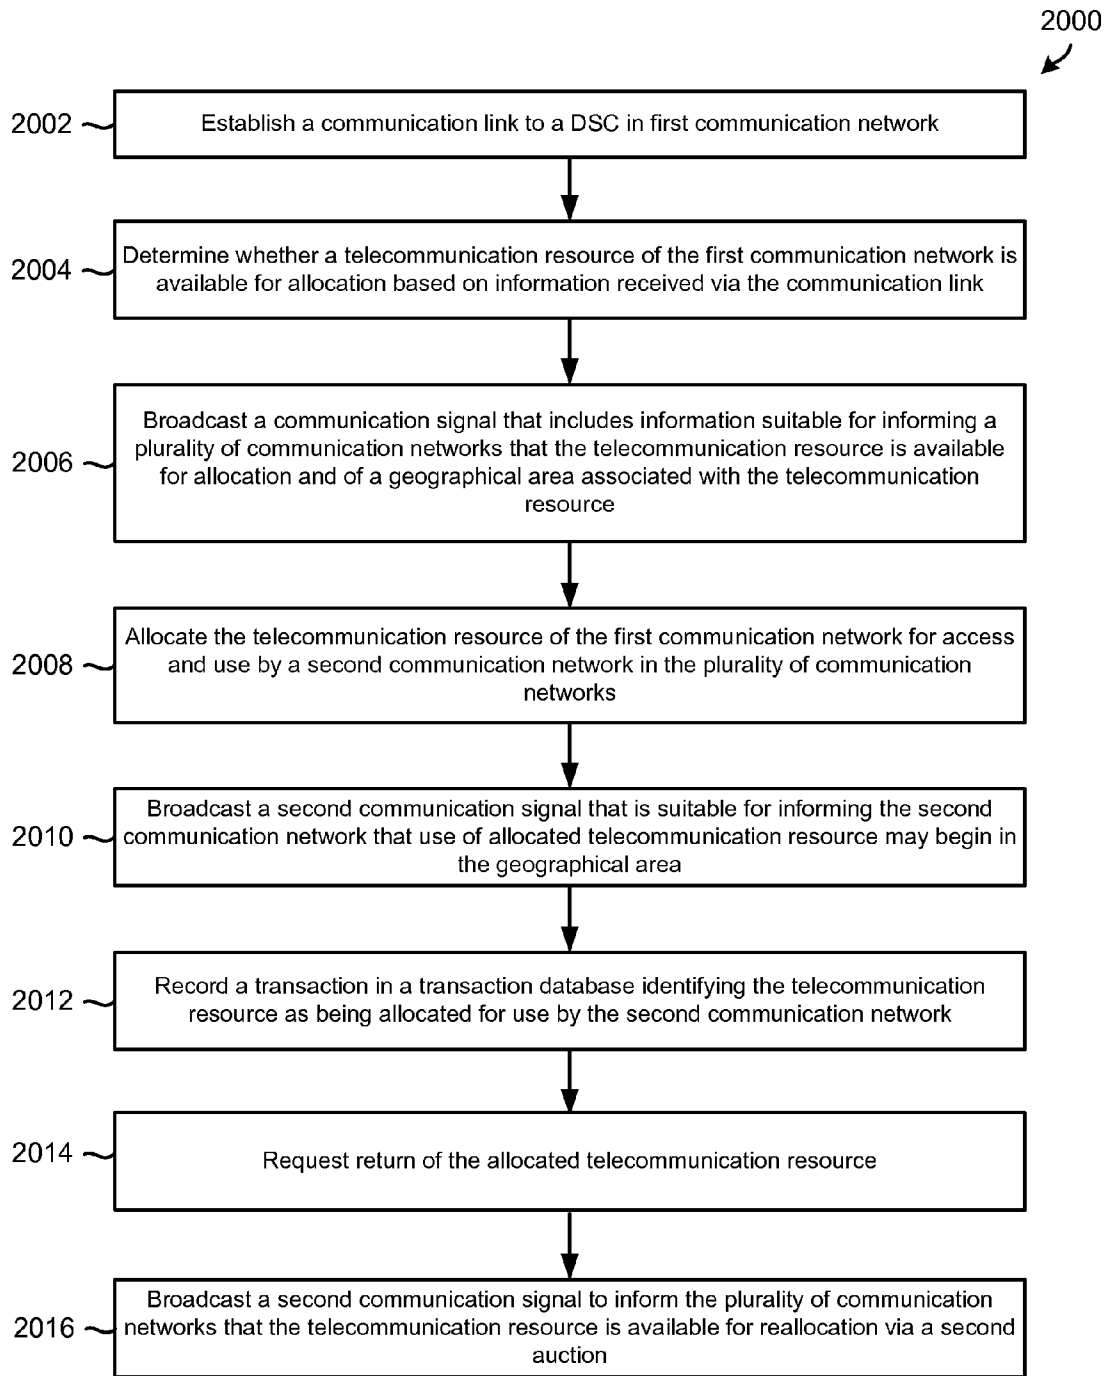 2000
2002
Establish a communication link to a DSC in first communication network
2004
Determine whether a telecommunication resource of the first communication network is
available for allocation based on information received via the communication link
2006
Broadcast a communication signal that includes information suitable for informing a
plurality of communication networks that the telecommunication resource is available
for allocation and of a geographical area associated with the telecommunication
resource
2008
Allocate the telecommunication resource of the first communication network for access
and use by a second communication network in the plurality of communication
networks
2010
Broadcast a second communication signal that is suitable for informing the second
communication network that use of allocated telecommunication resource may begin in
the geographical area
2012
Record a transaction in a transaction database identifying the telecommunication
resource as being allocated for use by the second communication network
2014
Request return of the allocated telecommunication resource
2016
Broadcast a second communication signal to inform the plurality of communication
networks that the telecommunication resource is available for reallocation via a second
auction